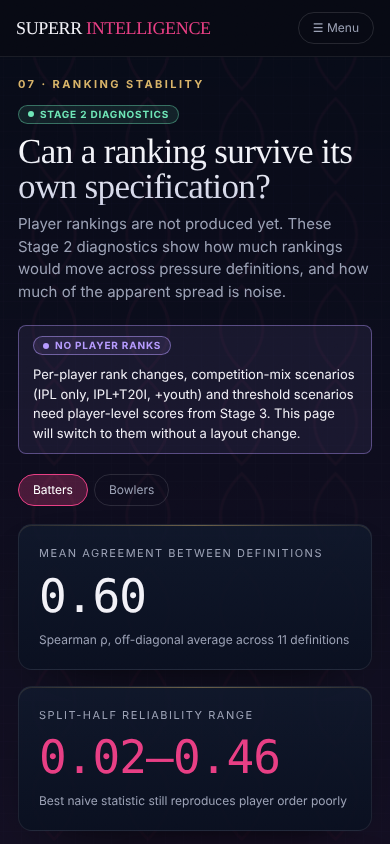 SUPERR INTELLIGENCE
☰ Menu
07 · RANKING STABILITY
STAGE 2 DIAGNOSTICS
Can a ranking survive its
own specification?
Player rankings are not produced yet. These
Stage 2 diagnostics show how much rankings
would move across pressure definitions, and how
much of the apparent spread is noise.
NO PLAYER RANKS
Per-player rank changes, competition-mix scenarios
(IPL only, IPL+T20I, +youth) and threshold scenarios
need player-level scores from Stage 3. This page
will switch to them without a layout change.
Batters
Bowlers
MEAN AGREEMENT BETWEEN DEFINITIONS
0.60
Spearman ρ, off-diagonal average across 11 definitions
SPLIT-HALF RELIABILITY RANGE
0.02–0.46
Best naive statistic still reproduces player order poorly